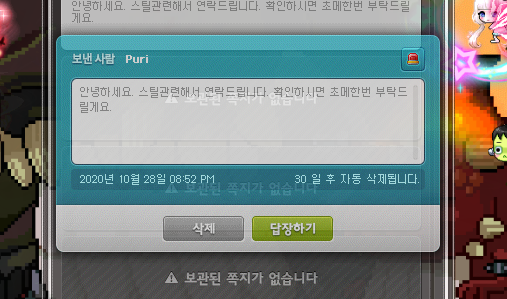 안녕하세요. 스틸관련해서 연락드립니다. 확인하시면 초메한번 부탁드릴
게요.
보낸 사람 Puri
안녕하세요. 스틸관련해서 연락드립니다. 확인하시면 초메한번 부탁드
릴게요.
보관된 쪽지가 없습니다
2020년 10월 28일 08:52 PM
30 일 후 자동 삭제됩니다.
보관된 쪽지가 없습니다
삭제
답장하기
보관된 쪽지가 없습니다